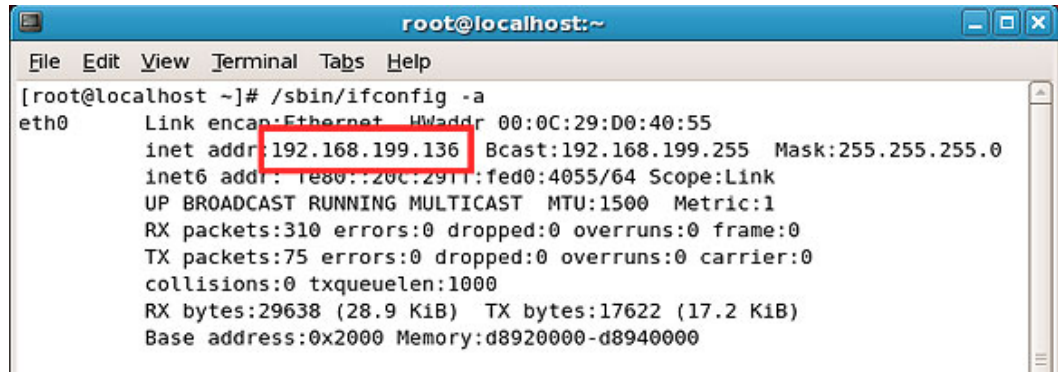 root@localhost:~
File Edit View Terminal Tabs Help
[root@localhost ~]# /sbin/ifconfig -a
eth0 Link encap:Ethernet HWaddr 00:0C:29:D0:40:55
inet addr:192.168.199.136 Bcast:192.168.199.255 Mask:255.255.255.0
inet6 addr: fe80::20c:29ff:fed0:4055/64 Scope:Link
UP BROADCAST RUNNING MULTICAST MTU:1500 Metric:1
RX packets:310 errors:0 dropped:0 overruns:0 frame:0
TX packets:75 errors:0 dropped:0 overruns:0 carrier:0
collisions:0 txqueuelen:1000
RX bytes:29638 (28.9 KiB) TX bytes:17622 (17.2 KiB)
Base address:0x2000 Memory:d8920000-d8940000